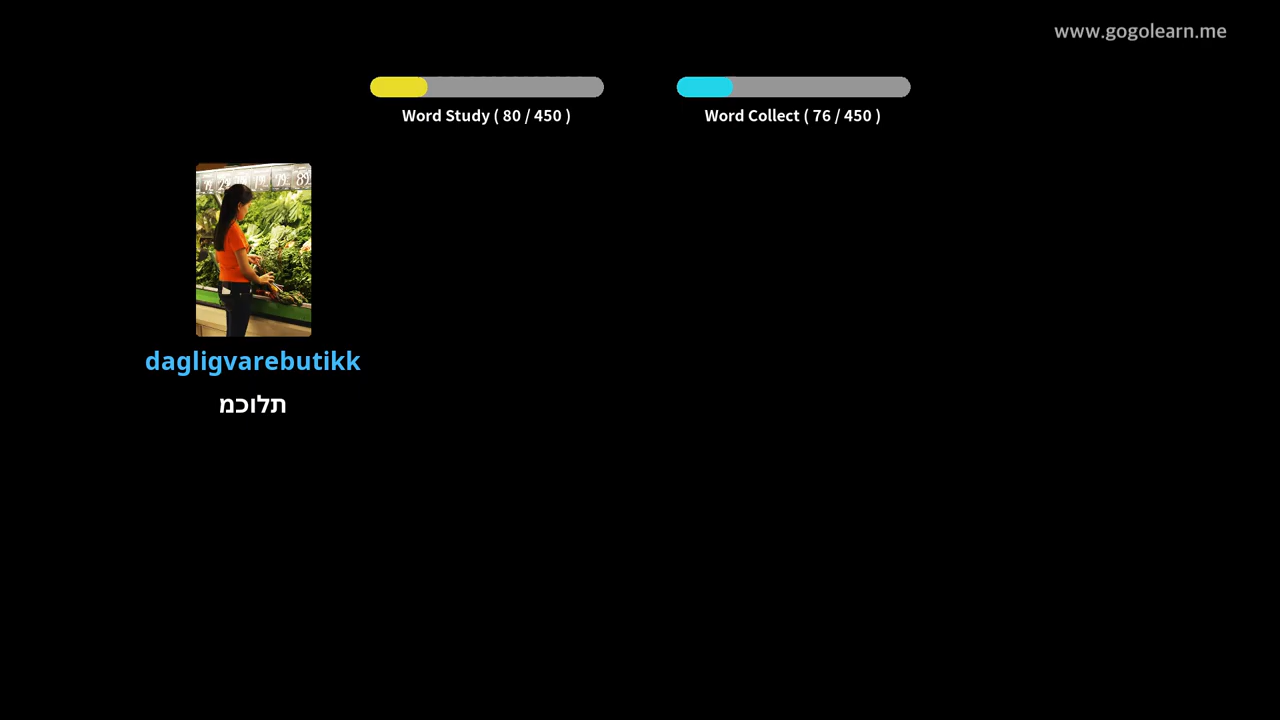 www.gogolearn.me
Word Study ( 80 / 450 )
Word Collect ( 76 / 450 )
dagligvarebutikk
תלוכמ